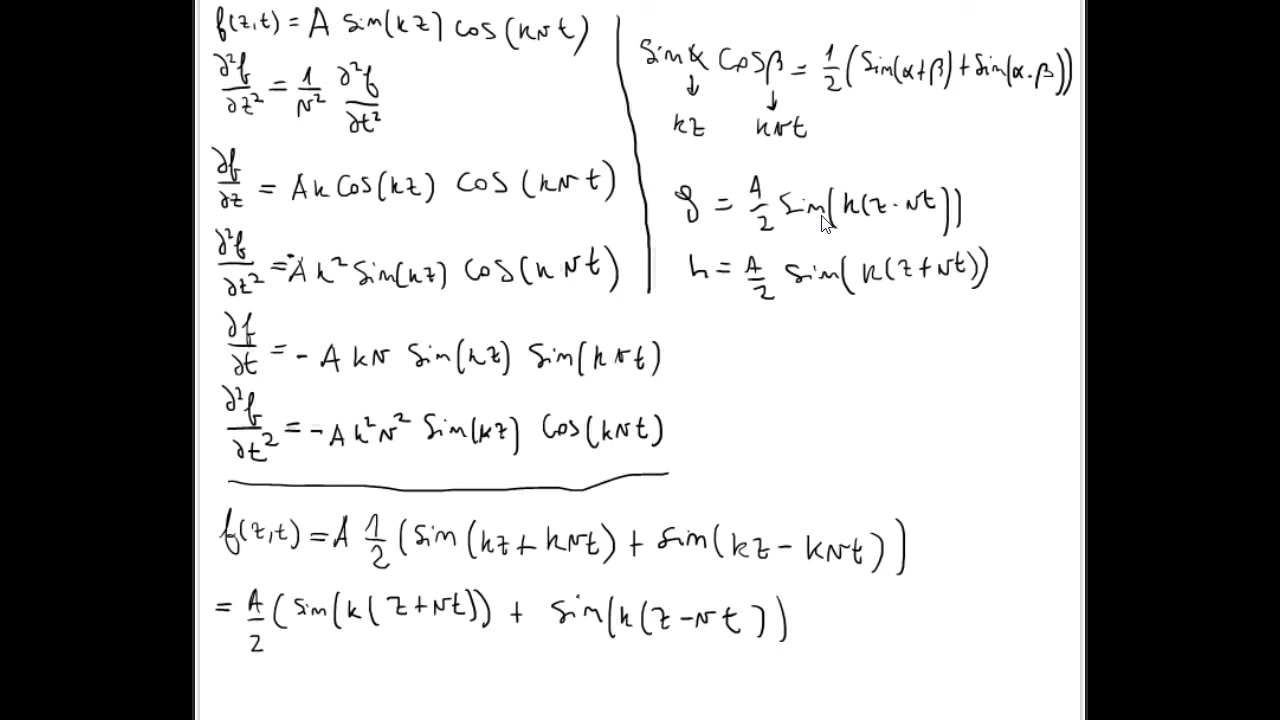 f(z,t) = A sin(kz) cos(kvt)
∂²f/∂z² = 1/v² ∂²f/∂t²
∂f/∂z = Ak cos(kz) cos(kvt)
∂²f/∂z² = -Ak² sin(kz) cos(kvt)
∂f/∂t = - Akv sin(kz) sin(kvt)
∂²f/∂t² = -Ak²v² sin(kz) cos(kvt)
sinα cosβ = 1/2 (sin(α+β) + sin(α-β))
↓ ↓
kz kvt
g = A/2 sin(k(z-vt))
h = A/2 sin(k(z+vt))
f(z,t) = A 1/2 (sin(kz+kvt) + sin(kz-kvt))
= A/2 (sin(k(z+vt)) + sin(k(z-vt))